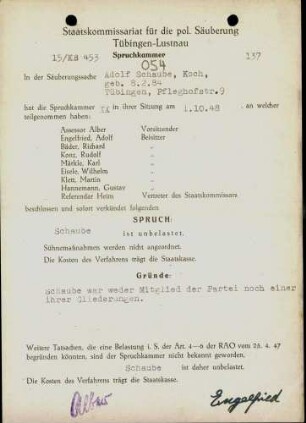 Staatskommissariat für die pol. Säuberung
Tübingen-Lustnau
Spruchkammer
15/KB 453
137
054
In der Säuberungssache Adolf Schaube, Koch,
geb. 8.2.84
Tübingen, Pfleghofstr.9
hat die Spruchkammer IX in ihrer Sitzung am 1.10.48 , an welcher
teilgenommen haben:
Assessor Alber Vorsitzender
Engelfried, Adolf Beisitzer
Bäder, Richard "
Kenz, Rudolf "
Märkle, Karl "
Eisele, Wilhelm "
Klett, Martin "
Hannemann, Gustav "
Referendar Henn Vertreter des Staatskommissars
beschlossen und sofort verkündet folgenden
SPRUCH:
Schaube
ist unbelastet.
Sühnemaßnahmen werden nicht angeordnet.
Die Kosten des Verfahrens trägt die Staatskasse.
Gründe:
Schaube war weder Mitglied der Partei noch einer
ihrer Gliederungen.
Weitere Tatsachen, die eine Belastung i. S. der Art. 4—6 der RAO vom 26. 4. 47
begründen könnten, sind der Spruchkammer nicht bekannt geworden.
Schaube ist daher unbelastet.
Die Kosten des Verfahrens trägt die Staatskasse.
Alber
Engelfried